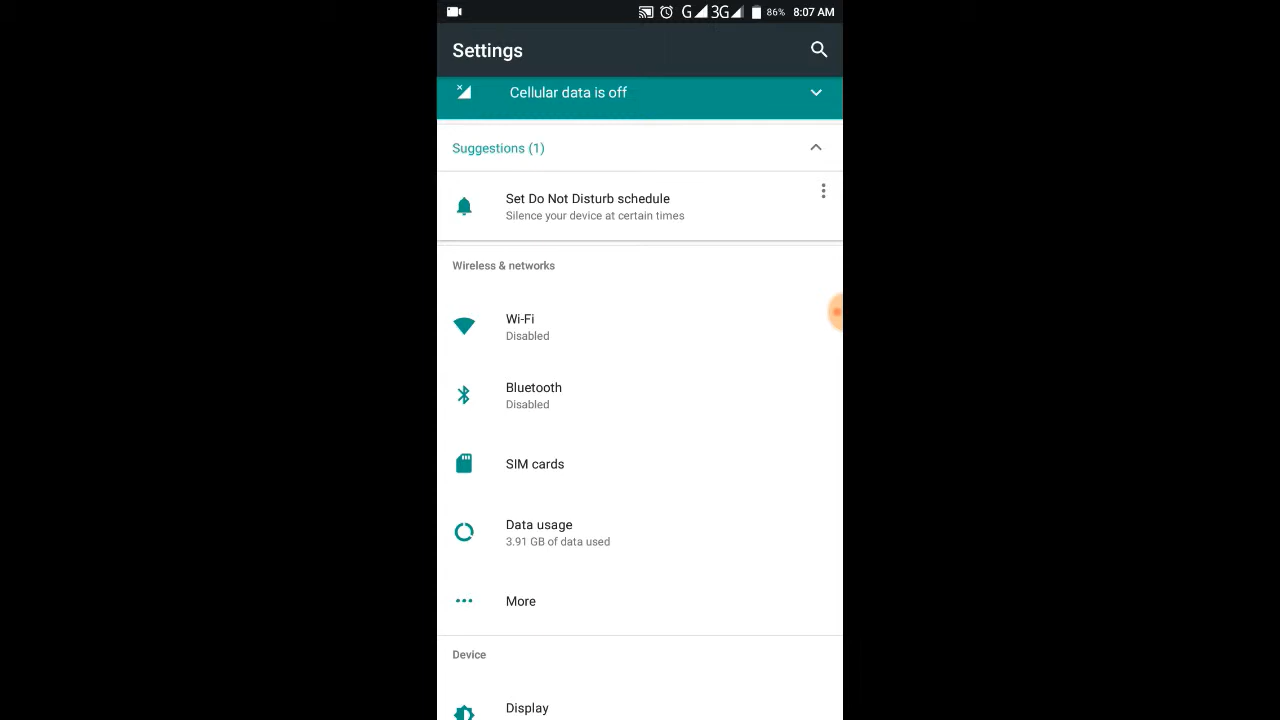 G 3G 86% 8:07 AM
Settings
Cellular data is off
Suggestions (1)
Set Do Not Disturb schedule
Silence your device at certain times
Wireless & networks
Wi-Fi
Disabled
Bluetooth
Disabled
SIM cards
Data usage
3.91 GB of data used
More
Device
Display